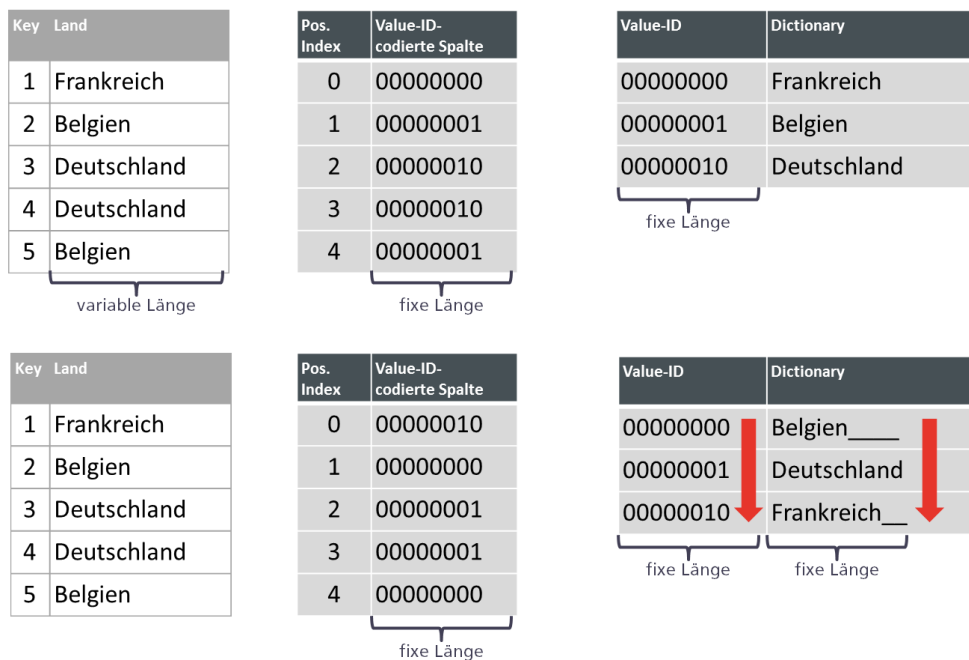 Key Land
1 Frankreich
2 Belgien
3 Deutschland
4 Deutschland
5 Belgien
variable Länge
Pos. Index Value-ID-codierte Spalte
0 00000000
1 00000001
2 00000010
3 00000010
4 00000001
fixe Länge
Value-ID Dictionary
00000000 Frankreich
00000001 Belgien
00000010 Deutschland
fixe Länge
Key Land
1 Frankreich
2 Belgien
3 Deutschland
4 Deutschland
5 Belgien
Pos. Index Value-ID-codierte Spalte
0 00000010
1 00000000
2 00000001
3 00000001
4 00000000
fixe Länge
Value-ID Dictionary
00000000 Belgien____
00000001 Deutschland
00000010 Frankreich__
fixe Länge fixe Länge